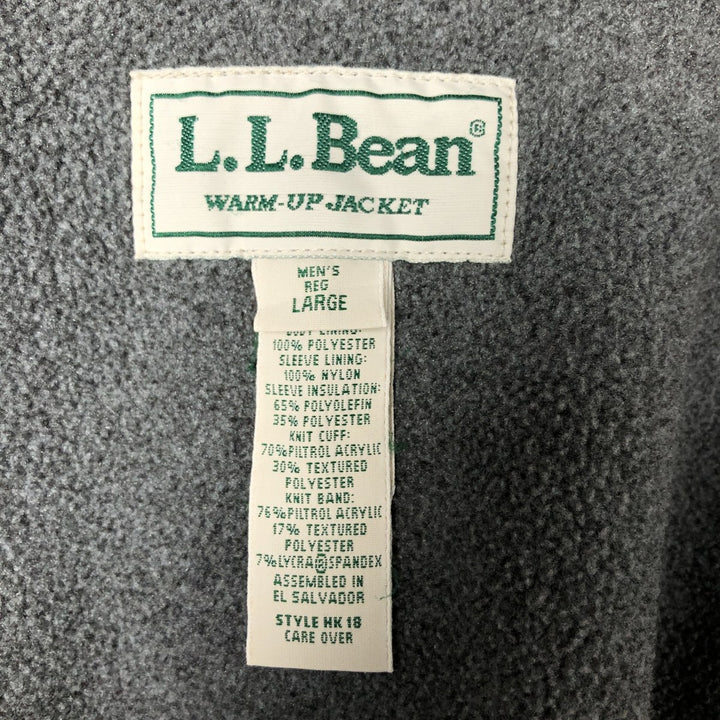 L.L.Bean®
WARM-UP JACKET
MEN'S
REG
LARGE
BODY LINING:
100% POLYESTER
SLEEVE LINING:
100% NYLON
SLEEVE INSULATION:
65% POLYOLEFIN
35% POLYESTER
KNIT CUFF:
70%PILTROL ACRYLIC
30% TEXTURED
POLYESTER
KNIT BAND:
76%PILTROL ACRYLIC
17% TEXTURED
POLYESTER
7%LYCRA®SPANDEX
ASSEMBLED IN
EL SALVADOR
STYLE HK 18
CARE OVER